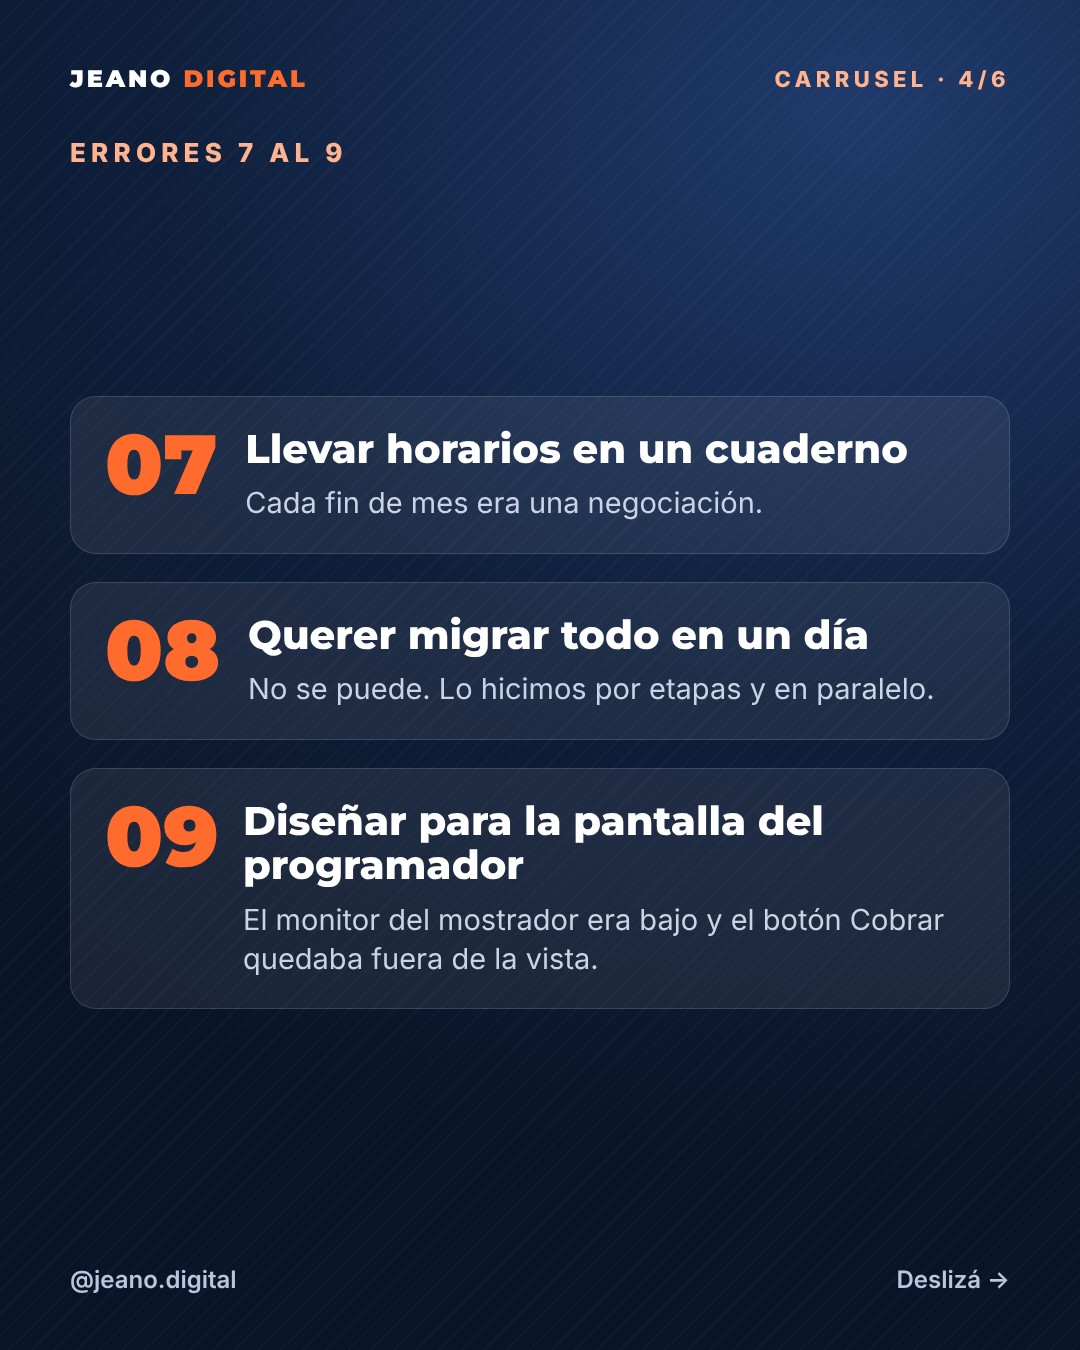 JEANO DIGITAL
CARRUSEL · 4/6
ERRORES 7 AL 9
07
Llevar horarios en un cuaderno
Cada fin de mes era una negociación.
08
Querer migrar todo en un día
No se puede. Lo hicimos por etapas y en paralelo.
09
Diseñar para la pantalla del
programador
El monitor del mostrador era bajo y el botón Cobrar
quedaba fuera de la vista.
@jeano.digital
Deslizá →